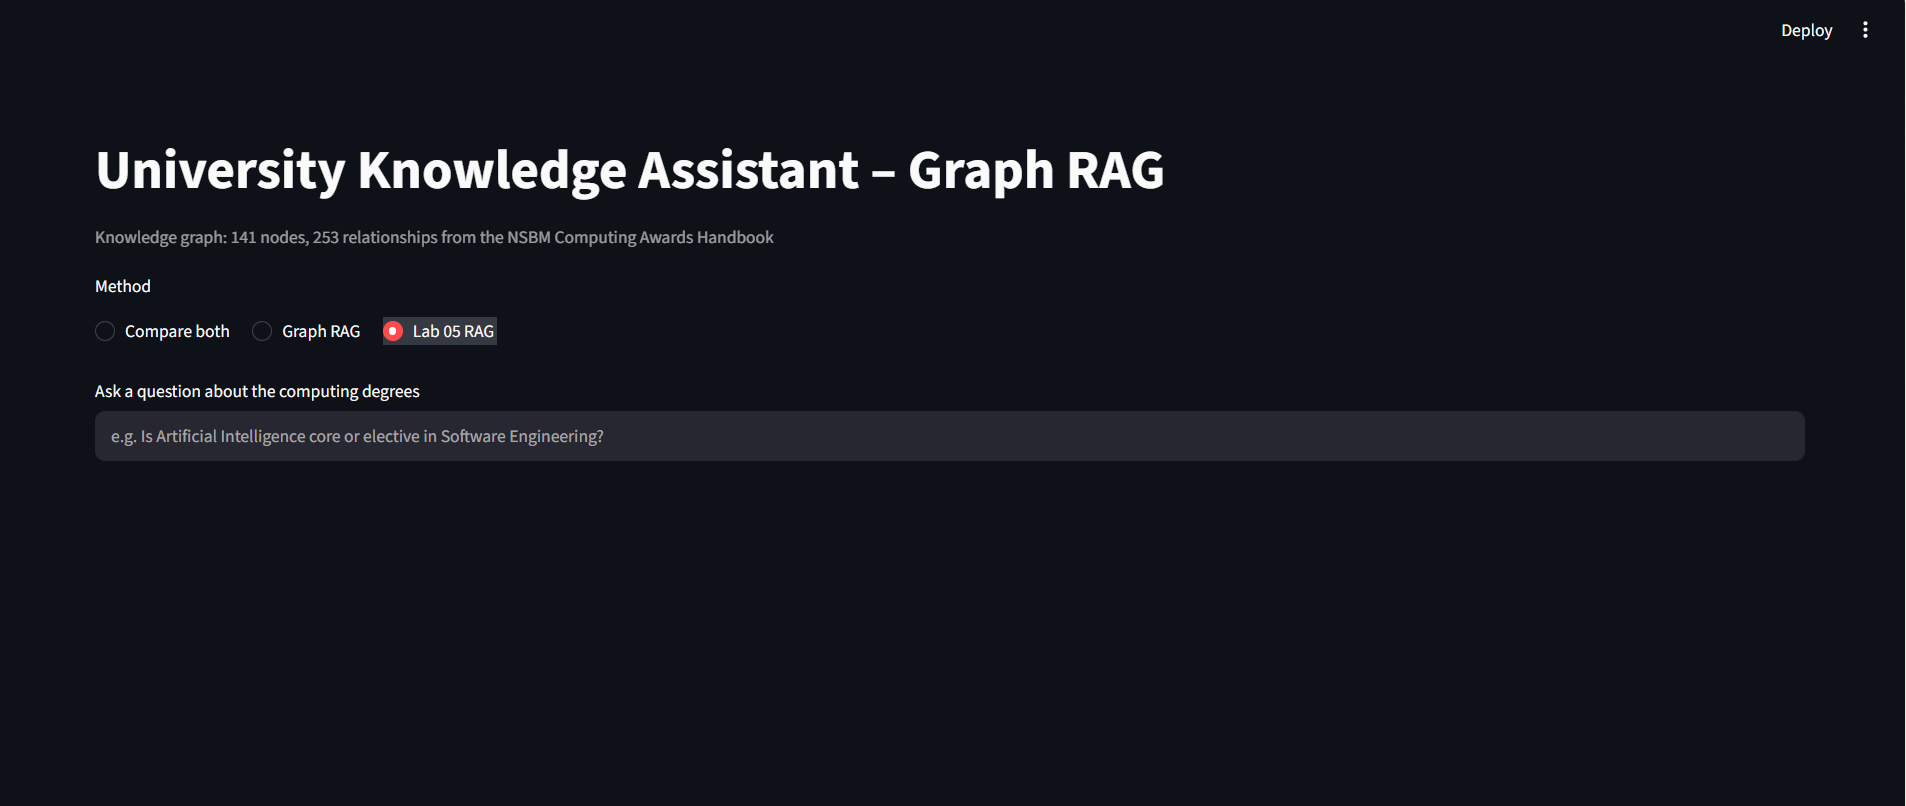 Deploy
University Knowledge Assistant – Graph RAG
Knowledge graph: 141 nodes, 253 relationships from the NSBM Computing Awards Handbook
Method
Compare both Graph RAG Lab 05 RAG
Ask a question about the computing degrees
e.g. Is Artificial Intelligence core or elective in Software Engineering?